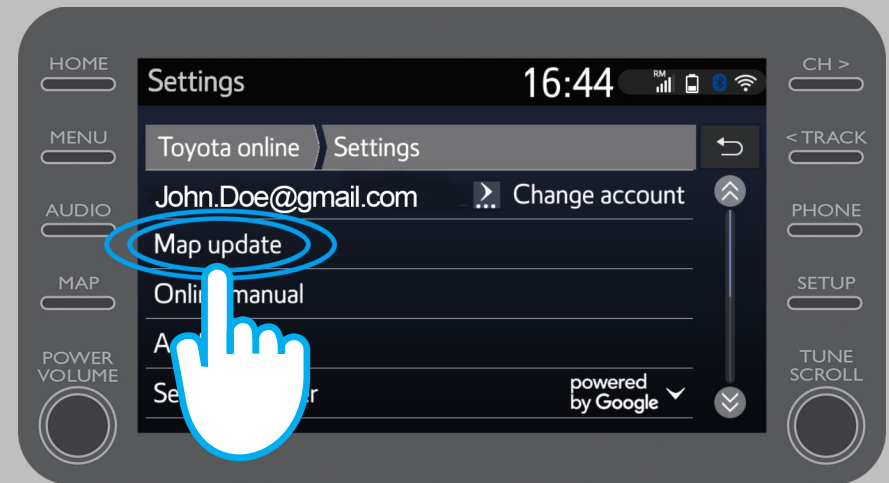 HOME
MENU
AUDIO
MAP
POWER
VOLUME
Settings 16:44 RM
Toyota online Settings
John.Doe@gmail.com Change account
Map update
manual
powered
by Google
CH >
< TRACK
PHONE
SETUP
TUNE
SCROLL